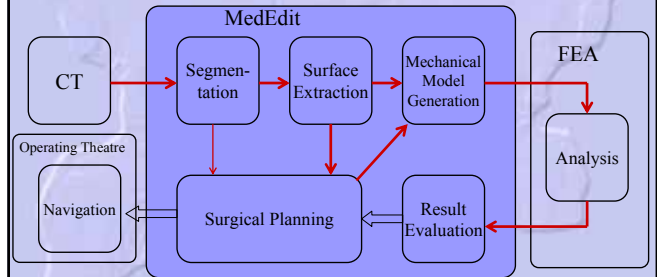 MedEdit
FEA
CT
Segmen-
tation
Surface
Extraction
Mechanical
Model
Generation
Operating Theatre
Navigation
Surgical Planning
Result
Evaluation
Analysis